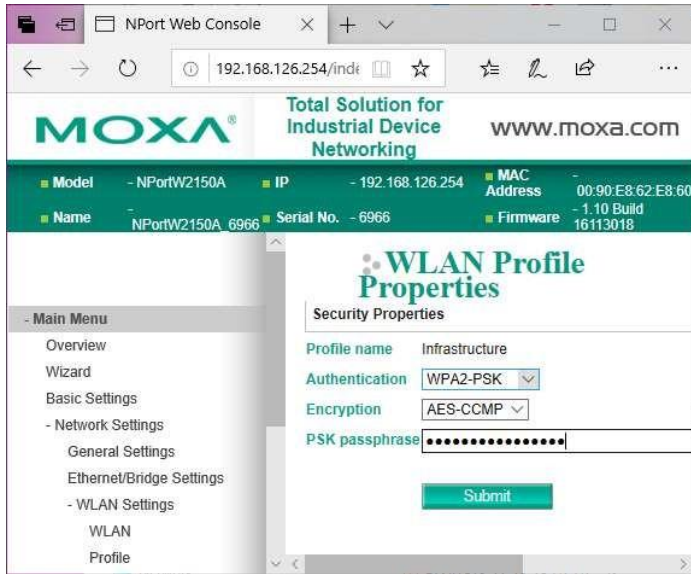 NPort Web Console
192.168.126.254/inde
MOXA®
Total Solution for
Industrial Device
Networking
www.moxa.com
Model - NPortW2150A
IP - 192.168.126.254
MAC Address - 00:90:E8:62:E8:60
Name - NPortW2150A_6966
Serial No. - 6966
Firmware - 1.10 Build 16113018
WLAN Profile
Properties
Security Properties
Profile name Infrastructure
Authentication WPA2-PSK
Encryption AES-CCMP
PSK passphrase ••••••••••••••••
Submit
- Main Menu
Overview
Wizard
Basic Settings
- Network Settings
General Settings
Ethernet/Bridge Settings
- WLAN Settings
WLAN
Profile